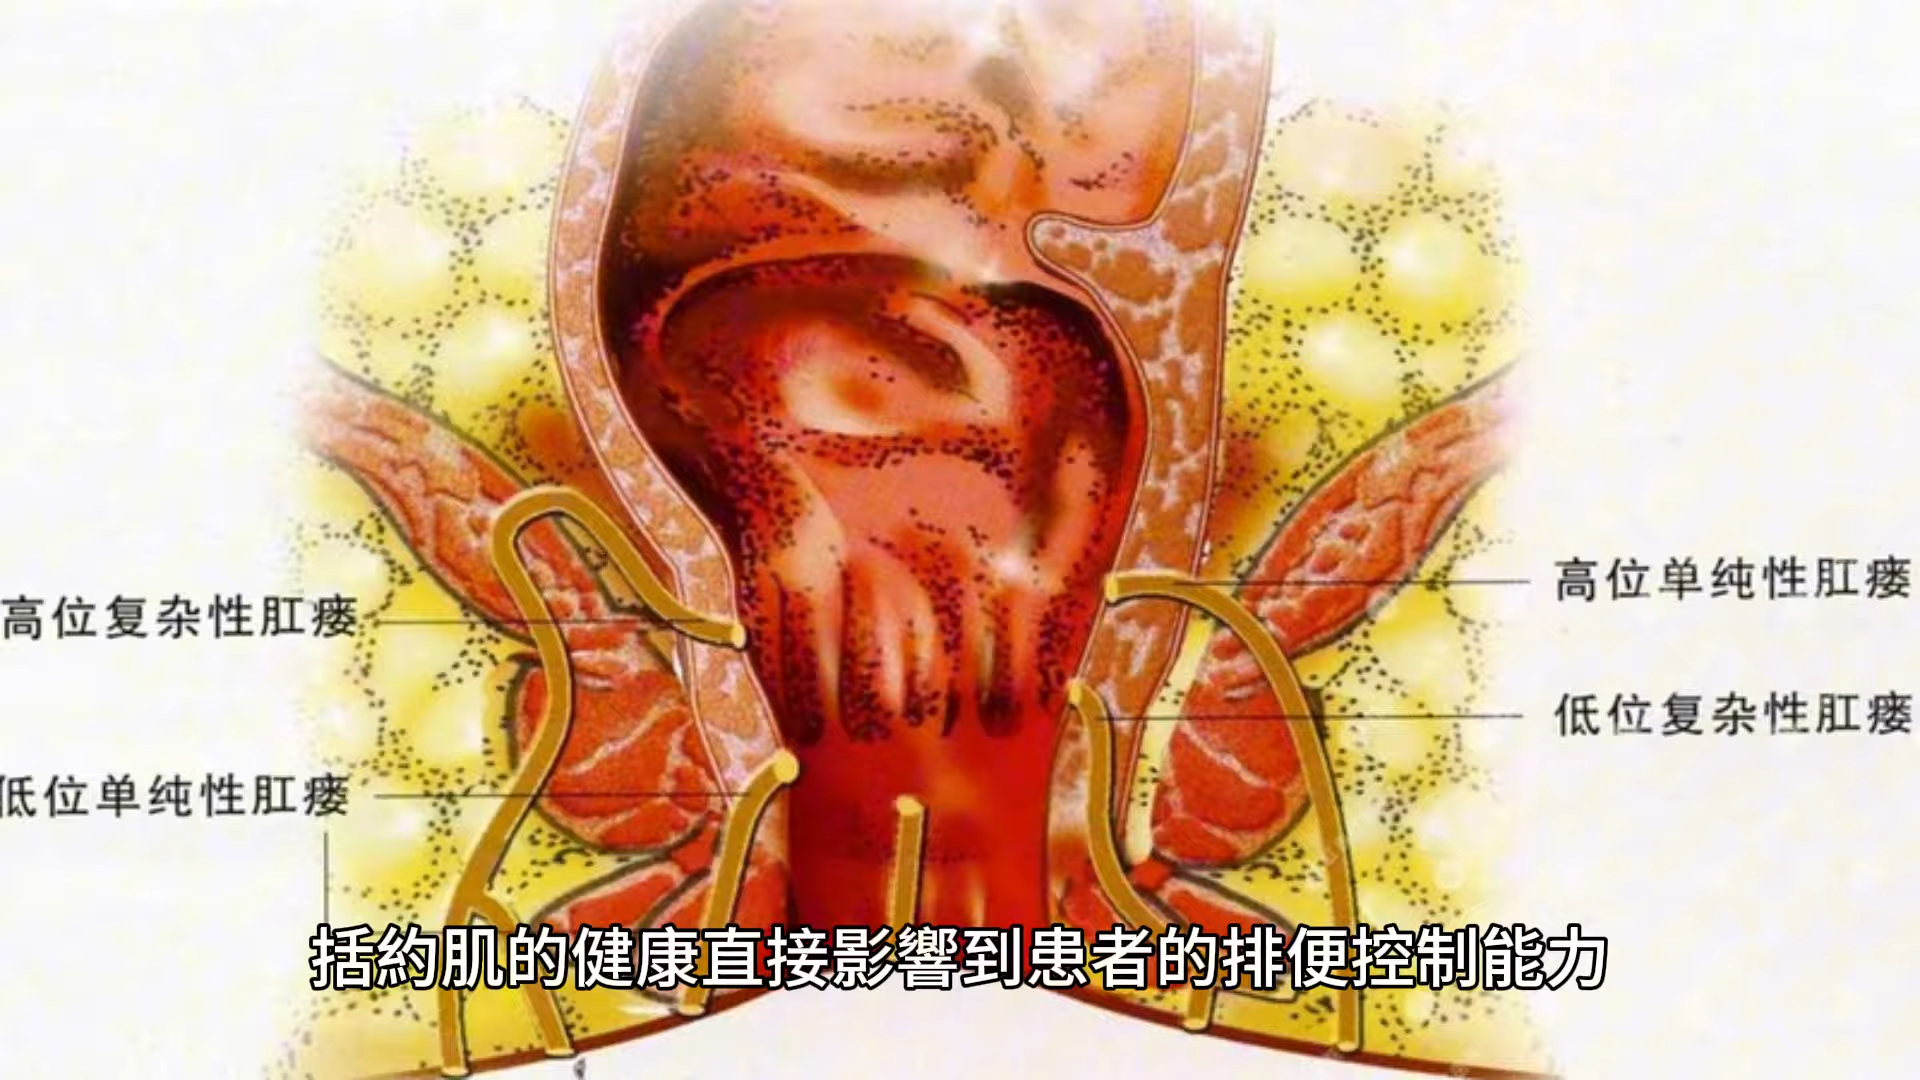 高位单纯性肛瘘
高位复杂性肛瘘
低位复杂性肛瘘
低位单纯性肛瘘
括約肌的健康直接影響到患者的排便控制能力